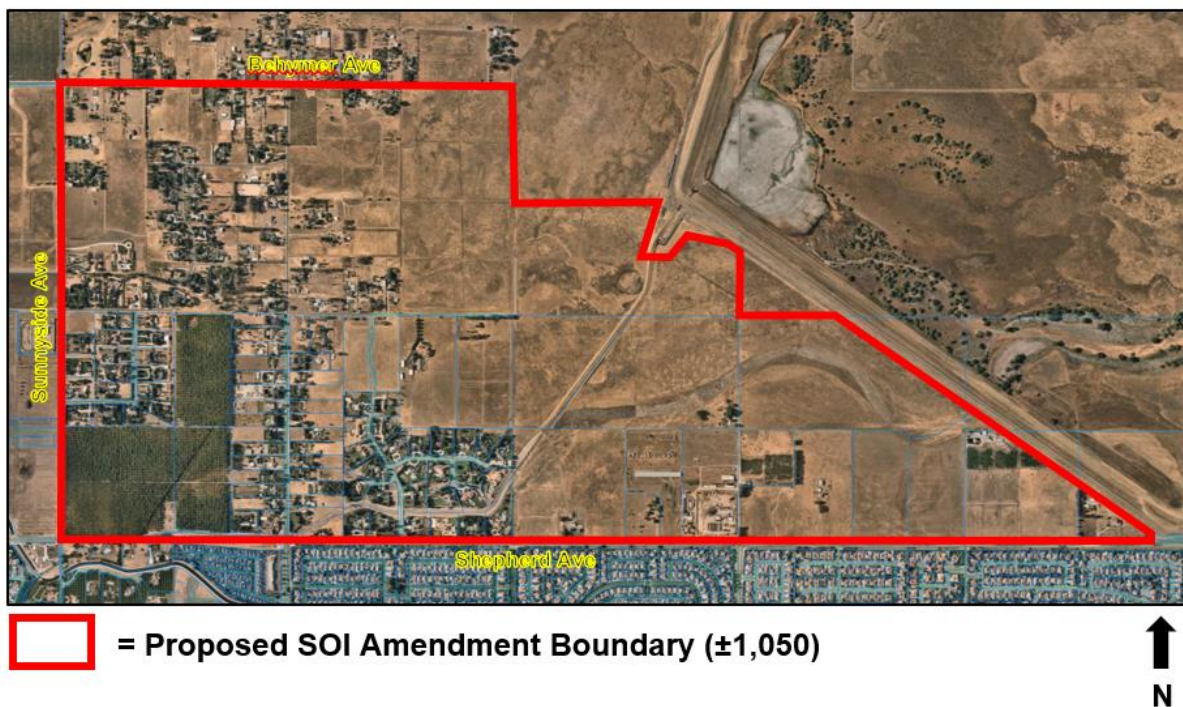 Behymer Ave
Sunnyside Ave
Shepherd Ave
= Proposed SOI Amendment Boundary (±1,050)
N